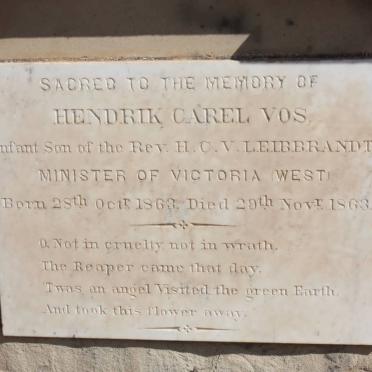 SACRED TO THE MEMORY OF
HENDRIK CAREL VOS.
nfant Son of the Rev. H.C.V. LEIBBRANDT
MINISTER OF VICTORIA (WEST)
Born 28th Octr 1863. Died 29th Novr 1863
O, Not in cruelty not in wrath.
The Reaper came that day.
Twas an angel Visited the green Earth.
And took this flower away.